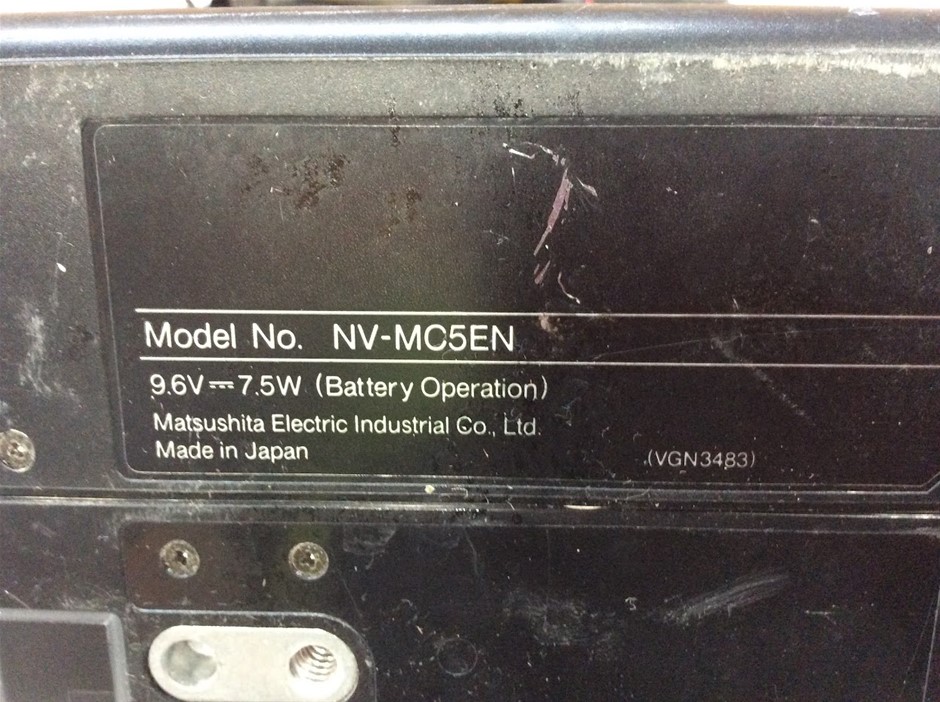 Model No. NV-MC5EN
9.6V⎓7.5W (Battery Operation)
Matsushita Electric Industrial Co., Ltd.
Made in Japan
(VGN3483)